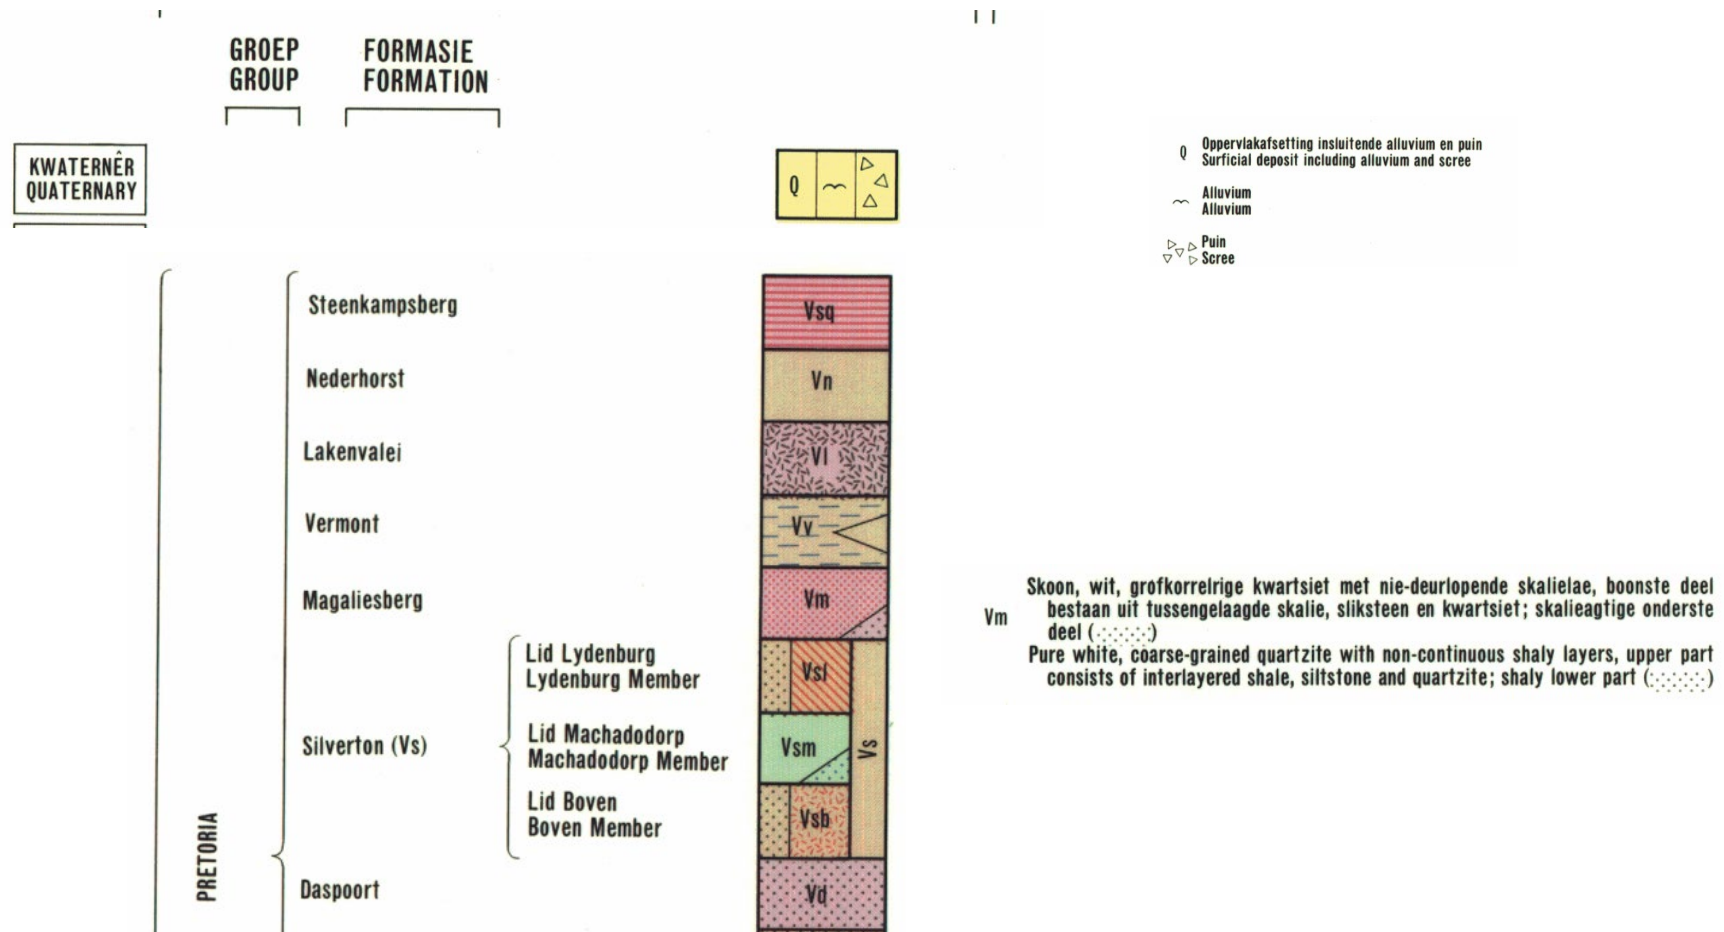 GROEP
GROUP
FORMASIE
FORMATION
KWATERNÊR
QUATERNARY
Q
Q Oppervlakafsetting insluitende alluvium en puin
Surficial deposit including alluvium and scree
Alluvium
Alluvium
Puin
Scree
Steenkampsberg
Vsq
Nederhorst
Vn
Lakenvalei
Vl
Vermont
Vv
Magaliesberg
Vm
Vm
Skoon, wit, grofkorrelrige kwartsiet met nie-deurlopende skalielae, boonste deel
bestaan uit tussengelaagde skalie, sliksteen en kwartsiet; skalieagtige onderste
deel ( )
Pure white, coarse-grained quartzite with non-continuous shaly layers, upper part
consists of interlayered shale, siltstone and quartzite; shaly lower part ( )
Lid Lydenburg
Lydenburg Member
Vsl
Silverton (Vs)
Lid Machadodorp
Machadodorp Member
Vsm
Vs
Lid Boven
Boven Member
Vsb
PRETORIA
Daspoort
Vd